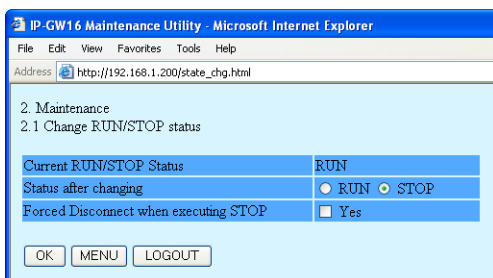 IP-GW16 Maintenance Utility - Microsoft Internet Explorer
File Edit View Favorites Tools Help
Address http://192.168.1.200/state_chg.html
2. Maintenance
2.1 Change RUN/STOP status
Current RUN/STOP Status RUN
Status after changing RUN STOP
Forced Disconnect when executing STOP Yes
OK MENU LOGOUT